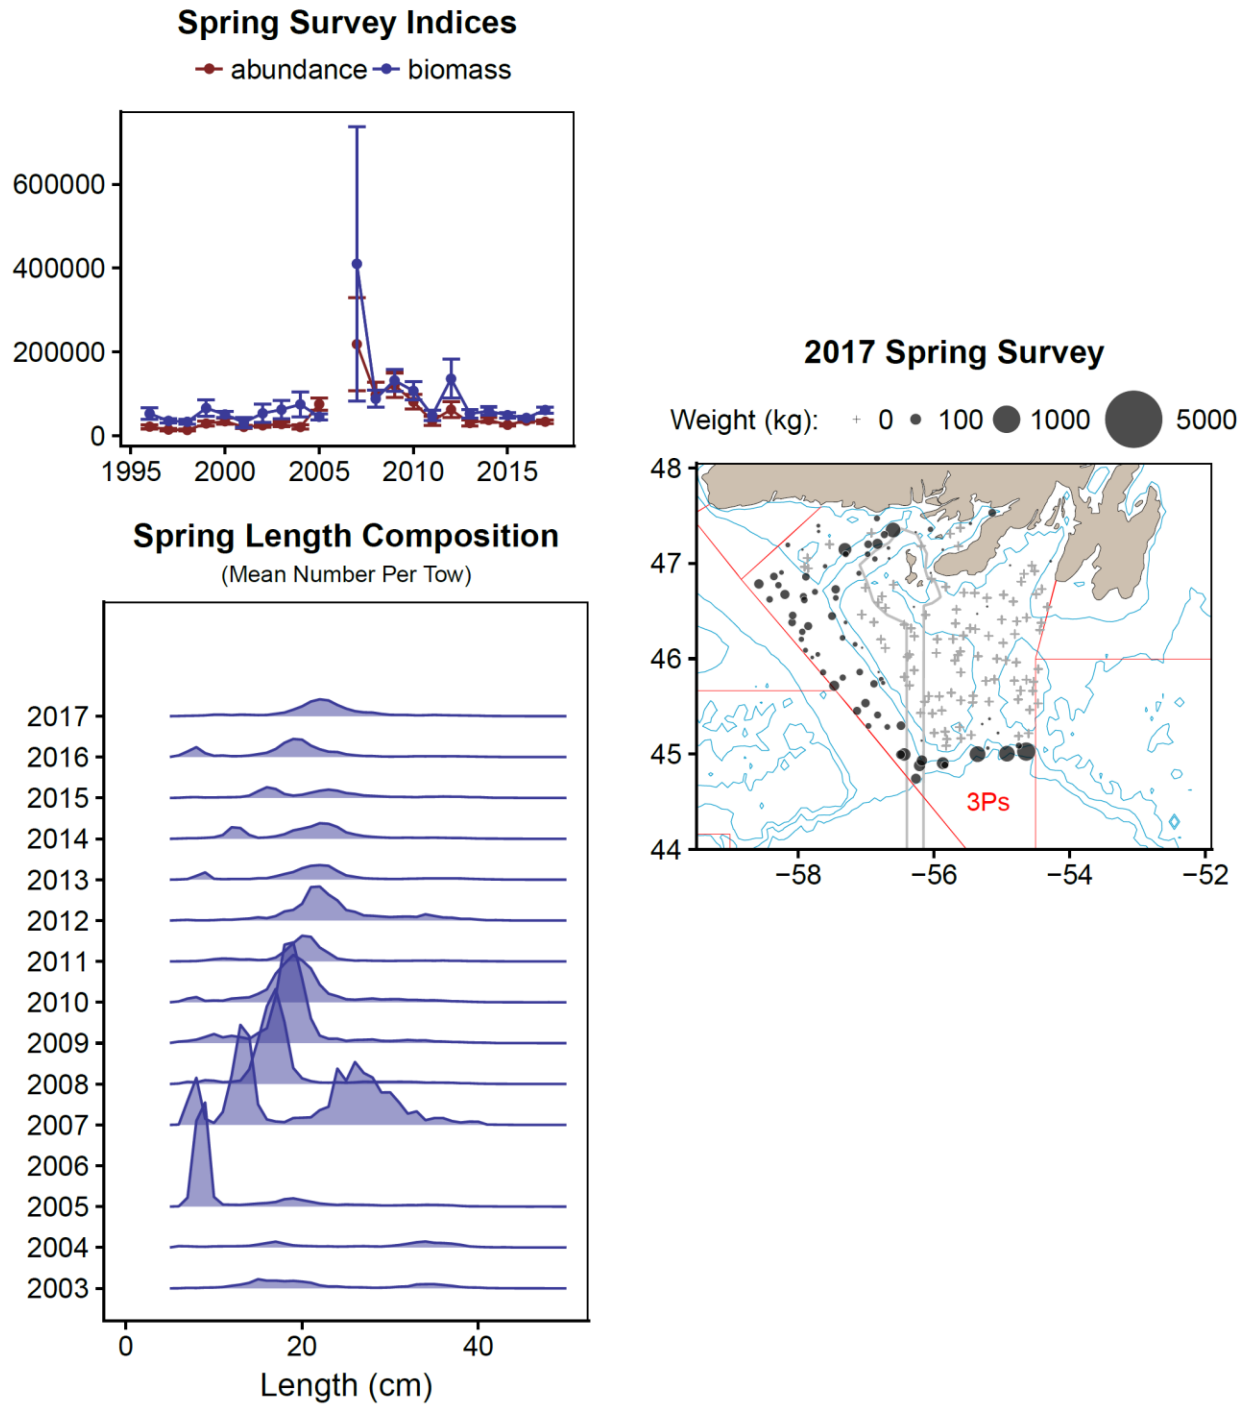 Spring Survey Indices
abundance biomass
600000
400000
200000
0
1995 2000 2005 2010 2015
Spring Length Composition
(Mean Number Per Tow)
2017
2016
2015
2014
2013
2012
2011
2010
2009
2008
2007
2006
2005
2004
2003
0 20 40
Length (cm)
2017 Spring Survey
Weight (kg): + 0 100 1000 5000
48
47
46
45
44
3Ps
−58 −56 −54 −52